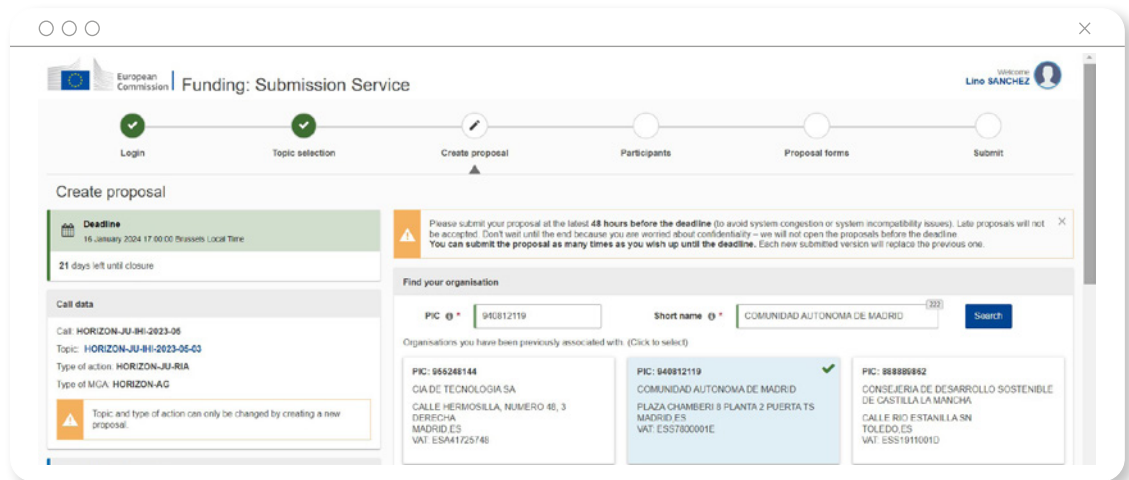 European
Commission
Funding: Submission Service
Welcome
Lino SANCHEZ
Login
Topic selection
Create proposal
Participants
Proposal forms
Submit
Create proposal
Deadline
16 January 2024 17:00:00 Brussels Local Time
21 days left until closure
Call data
Call: HORIZON-JU-IHI-2023-05
Topic: HORIZON-JU-IHI-2023-05-03
Type of action: HORIZON-JU-RIA
Type of MGA: HORIZON-AG
Topic and type of action can only be changed by creating a new
proposal.
Please submit your proposal at the latest 48 hours before the deadline (to avoid system congestion or system incompatibility issues). Late proposals will not
be accepted. Don't wait until the end because you are worried about confidentiality – we will not open the proposals before the deadline.
You can submit the proposal as many times as you wish up until the deadline. Each new submitted version will replace the previous one.
Find your organisation
PIC *
940812119
Short name *
COMUNIDAD AUTONOMA DE MADRID
222
Search
Organisations you have been previously associated with. (Click to select)
PIC: 955248144
CIA DE TECNOLOGIA SA
CALLE HERMOSILLA, NUMERO 48, 3
DERECHA
MADRID,ES
VAT: ESA41725748
PIC: 940812119
COMUNIDAD AUTONOMA DE MADRID
PLAZA CHAMBERI 8 PLANTA 2 PUERTA TS
MADRID,ES
VAT: ESS7800001E
PIC: 888889862
CONSEJERIA DE DESARROLLO SOSTENIBLE
DE CASTILLA LA MANCHA
CALLE RIO ESTANILLA SN
TOLEDO,ES
VAT: ESS1911001D